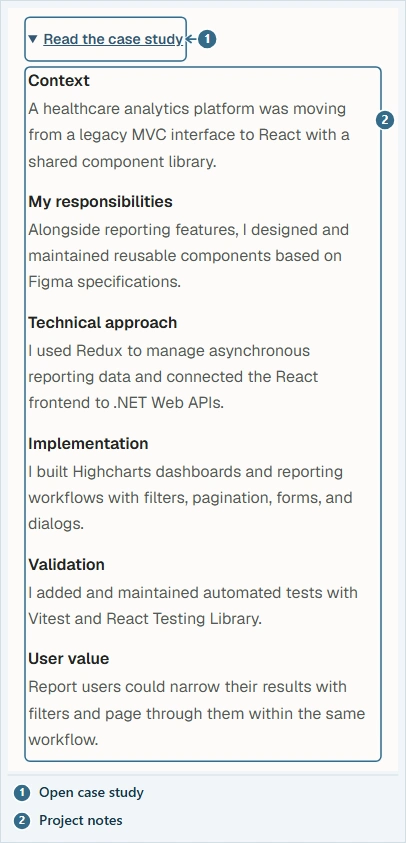 ▼ Read the case study 1
Context
A healthcare analytics platform was moving
2
from a legacy MVC interface to React with a
shared component library.
My responsibilities
Alongside reporting features, I designed and
maintained reusable components based on
Figma specifications.
Technical approach
I used Redux to manage asynchronous
reporting data and connected the React
frontend to .NET Web APIs.
Implementation
I built Highcharts dashboards and reporting
workflows with filters, pagination, forms, and
dialogs.
Validation
I added and maintained automated tests with
Vitest and React Testing Library.
User value
Report users could narrow their results with
filters and page through them within the same
workflow.
1 Open case study
2 Project notes